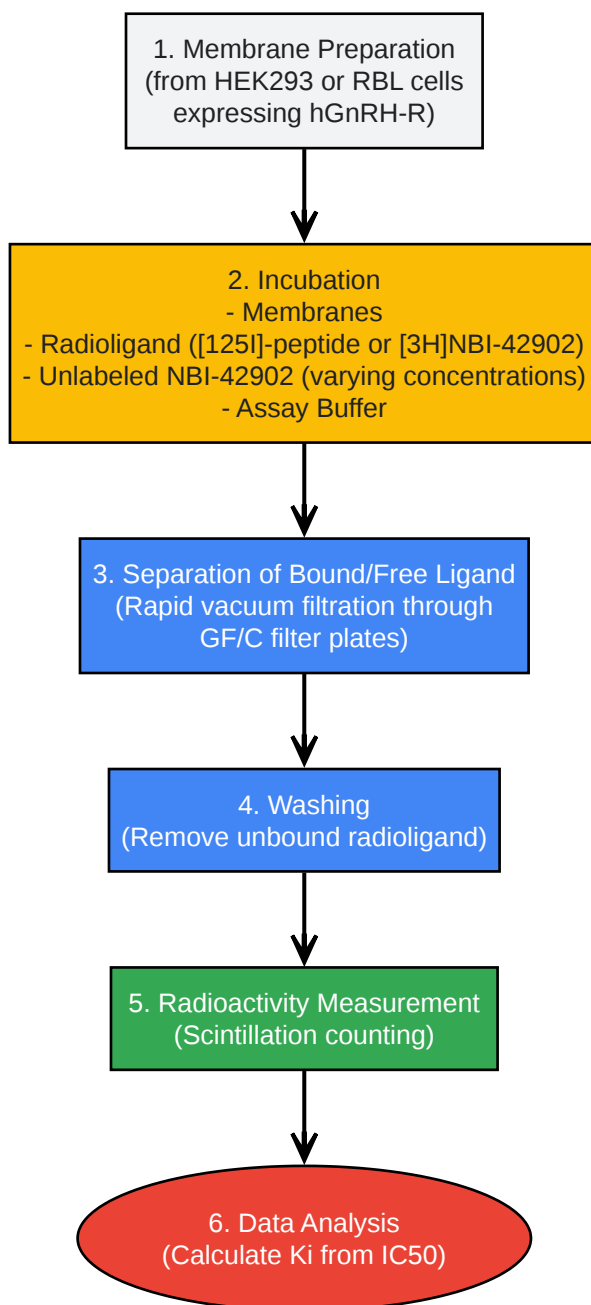 1. Membrane Preparation
(from HEK293 or RBL cells
expressing hGnRH-R)
2. Incubation
- Membranes
- Radioligand ([125I]-peptide or [3H]NBI-42902)
- Unlabeled NBI-42902 (varying concentrations)
- Assay Buffer
3. Separation of Bound/Free Ligand
(Rapid vacuum filtration through
GF/C filter plates)
4. Washing
(Remove unbound radioligand)
5. Radioactivity Measurement
(Scintillation counting)
6. Data Analysis
(Calculate Ki from IC50)